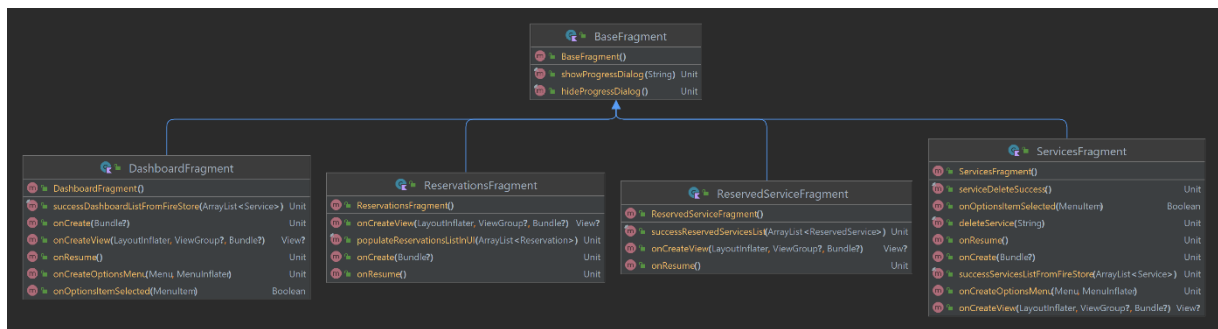 BaseFragment
BaseFragment()
showProgressDialog(String) Unit
hideProgressDialog() Unit
DashboardFragment
DashboardFragment()
successDashboardListFromFireStore(ArrayList<Service>) Unit
onCreate(Bundle?) Unit
onCreateView(LayoutInflater, ViewGroup?, Bundle?) View?
onResume() Unit
onCreateOptionsMenu(Menu, MenuInflater) Unit
onOptionsItemSelected(MenuItem) Boolean
ReservationsFragment
ReservationsFragment()
onCreateView(LayoutInflater, ViewGroup?, Bundle?) View?
populateReservationsListInUI(ArrayList<Reservation>) Unit
onCreate(Bundle?) Unit
onResume() Unit
ReservedServiceFragment
ReservedServiceFragment()
successReservedServicesList(ArrayList<ReservedService>) Unit
onCreateView(LayoutInflater, ViewGroup?, Bundle?) View?
onResume() Unit
ServicesFragment
ServicesFragment()
serviceDeleteSuccess() Unit
onOptionsItemSelected(MenuItem) Boolean
deleteService(String) Unit
onResume() Unit
onCreate(Bundle?) Unit
successServicesListFromFireStore(ArrayList<Service>) Unit
onCreateOptionsMenu(Menu, MenuInflater) Unit
onCreateView(LayoutInflater, ViewGroup?, Bundle?) View?